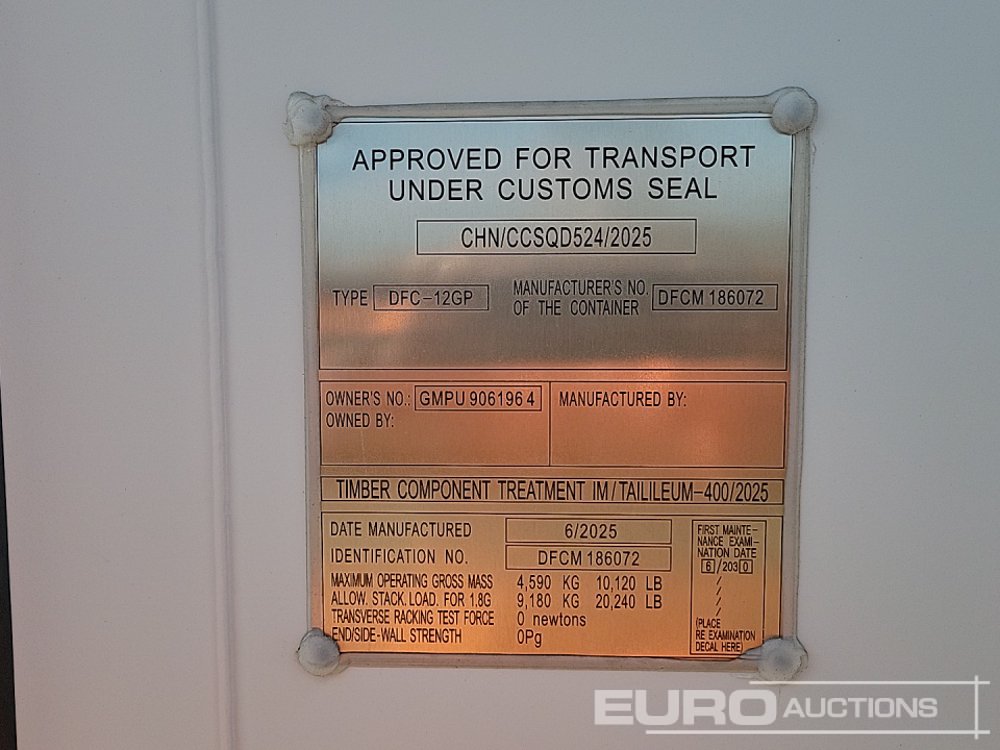 APPROVED FOR TRANSPORT
UNDER CUSTOMS SEAL
CHN/CCSQD524/2025
TYPE DFC-12GP
MANUFACTURER'S NO.
OF THE CONTAINER
DFCM 186072
OWNER'S NO.: GMPU 906196 4
OWNED BY:
MANUFACTURED BY:
TIMBER COMPONENT TREATMENT IM/TAILILEUM-400/2025
DATE MANUFACTURED 6/2025
IDENTIFICATION NO. DFCM 186072
MAXIMUM OPERATING GROSS MASS 4,590 KG 10,120 LB
ALLOW. STACK. LOAD. FOR 1.8G 9,180 KG 20,240 LB
TRANSVERSE RACKING TEST FORCE 0 newtons
END/SIDE-WALL STRENGTH 0Pg
FIRST MAINTE-
NANCE EXAMI-
NATION DATE
6/2030
/
/
/
(PLACE
RE EXAMINATION
DECAL HERE)
EURO AUCTIONS